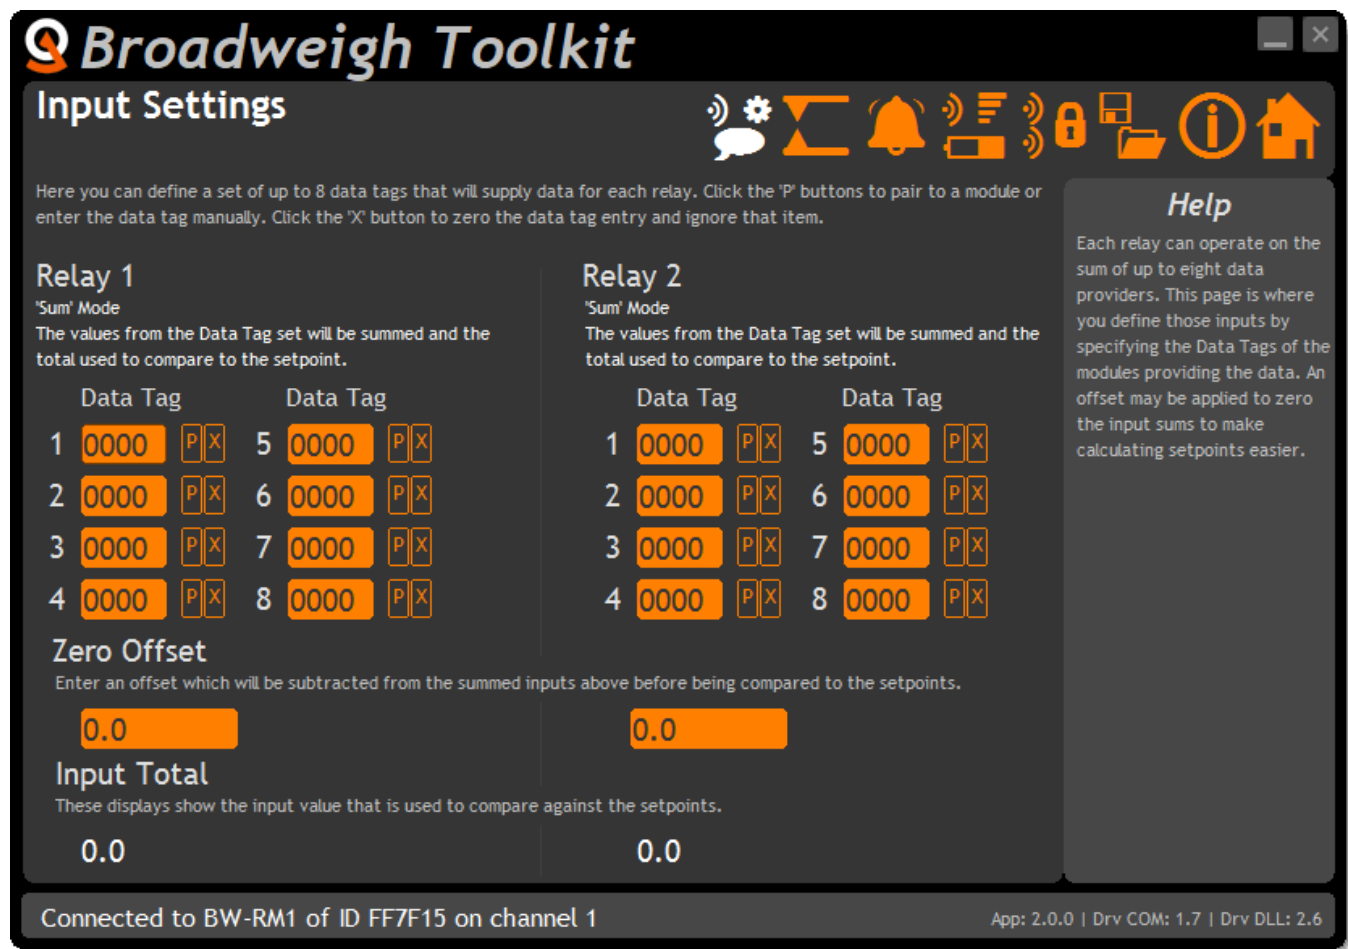 Broadweigh Toolkit
Input Settings
Here you can define a set of up to 8 data tags that will supply data for each relay. Click the 'P' buttons to pair to a module or
enter the data tag manually. Click the 'X' button to zero the data tag entry and ignore that item.
Relay 1
'Sum' Mode
The values from the Data Tag set will be summed and the
total used to compare to the setpoint.
Data Tag Data Tag
1 0000 P X 5 0000 P X
2 0000 P X 6 0000 P X
3 0000 P X 7 0000 P X
4 0000 P X 8 0000 P X
Relay 2
'Sum' Mode
The values from the Data Tag set will be summed and the
total used to compare to the setpoint.
Data Tag Data Tag
1 0000 P X 5 0000 P X
2 0000 P X 6 0000 P X
3 0000 P X 7 0000 P X
4 0000 P X 8 0000 P X
Zero Offset
Enter an offset which will be subtracted from the summed inputs above before being compared to the setpoints.
0.0 0.0
Input Total
These displays show the input value that is used to compare against the setpoints.
0.0 0.0
Help
Each relay can operate on the
sum of up to eight data
providers. This page is where
you define those inputs by
specifying the Data Tags of the
modules providing the data. An
offset may be applied to zero
the input sums to make
calculating setpoints easier.
Connected to BW-RM1 of ID FF7F15 on channel 1
App: 2.0.0 | Drv COM: 1.7 | Drv DLL: 2.6